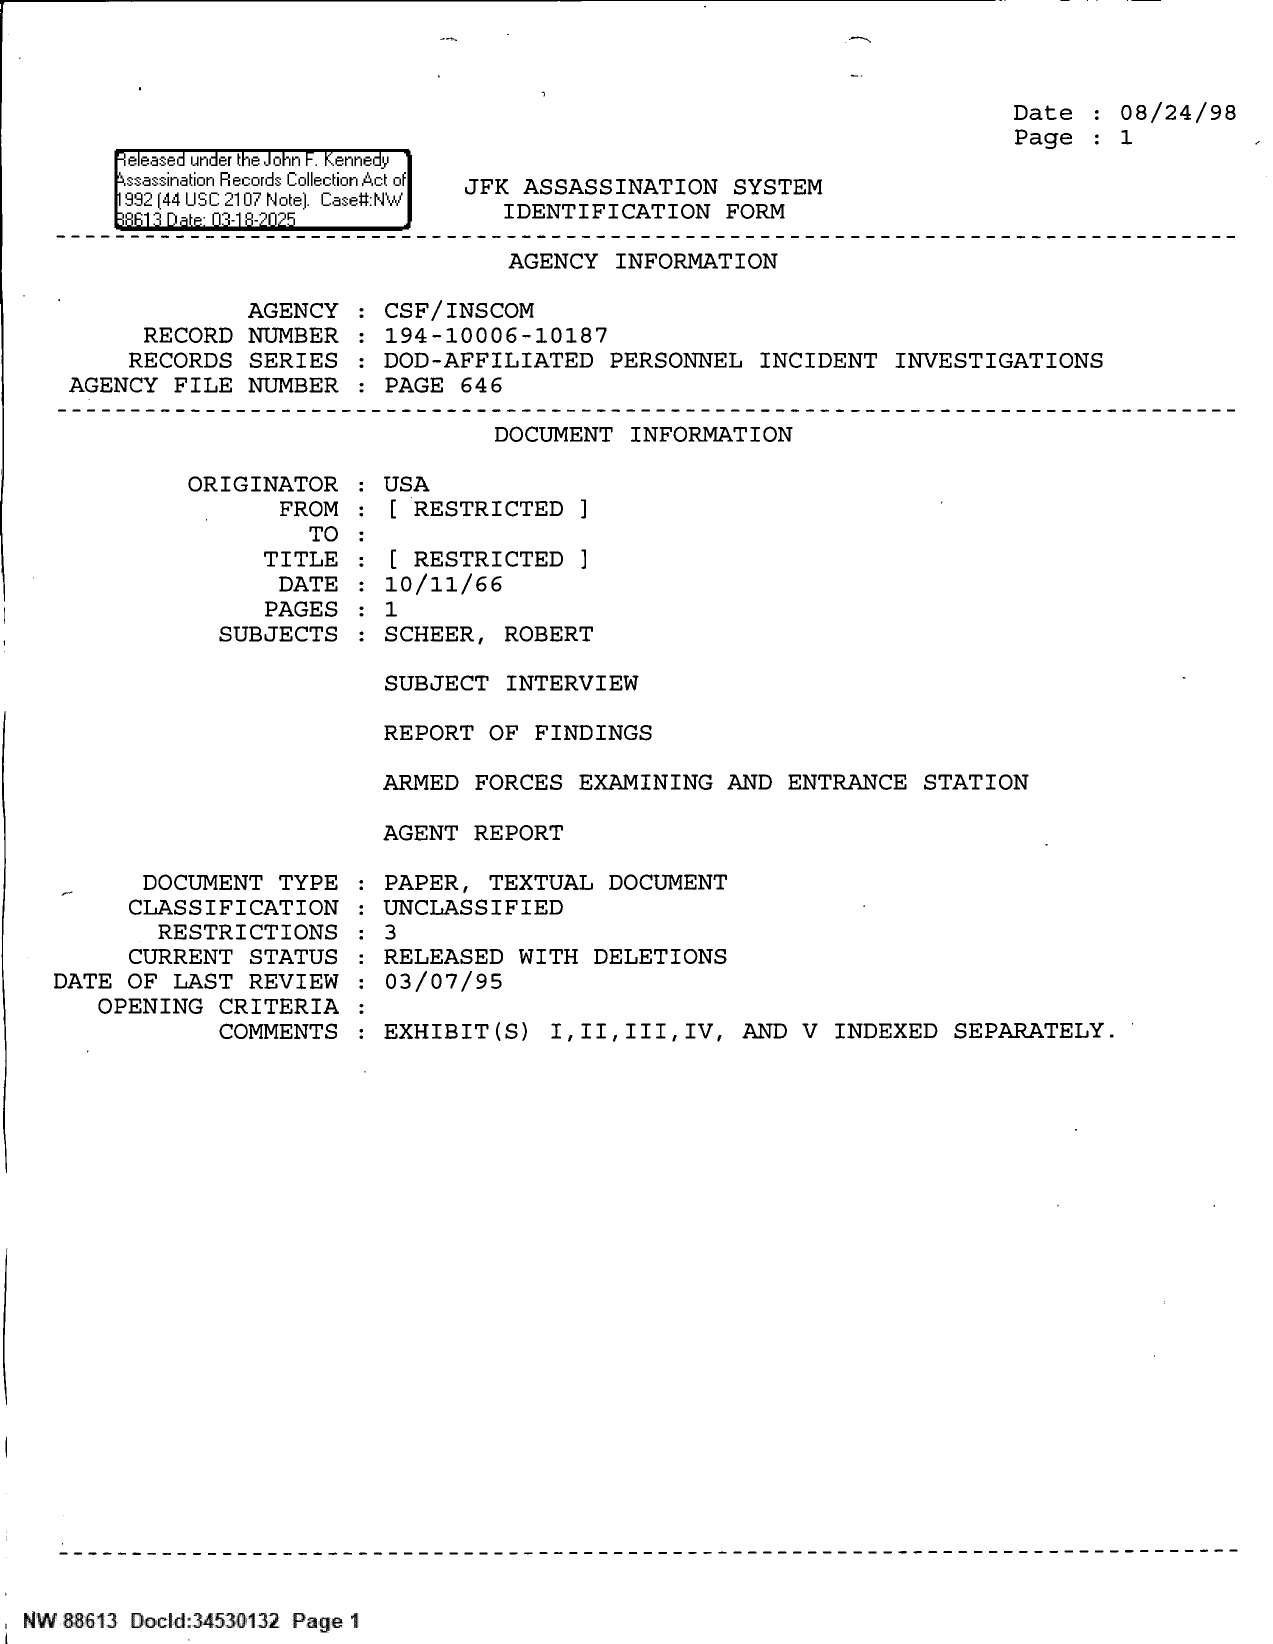 Date : 08/24/98
Page : 1
Released under the John F. Kennedy
Assassination Records Collection Act of
1992 (44 USC 2107 Note). Case#:NW
88613 Date: 03-18-2025
JFK ASSASSINATION SYSTEM
IDENTIFICATION FORM
AGENCY INFORMATION
AGENCY : CSF/INSCOM
RECORD NUMBER : 194-10006-10187
RECORDS SERIES : DOD-AFFILIATED PERSONNEL INCIDENT INVESTIGATIONS
AGENCY FILE NUMBER : PAGE 646
DOCUMENT INFORMATION
ORIGINATOR : USA
FROM : [ RESTRICTED ]
TO :
TITLE : [ RESTRICTED ]
DATE : 10/11/66
PAGES : 1
SUBJECTS : SCHEER, ROBERT
SUBJECT INTERVIEW
REPORT OF FINDINGS
ARMED FORCES EXAMINING AND ENTRANCE STATION
AGENT REPORT
DOCUMENT TYPE : PAPER, TEXTUAL DOCUMENT
CLASSIFICATION : UNCLASSIFIED
RESTRICTIONS : 3
CURRENT STATUS : RELEASED WITH DELETIONS
DATE OF LAST REVIEW : 03/07/95
OPENING CRITERIA :
COMMENTS : EXHIBIT(S) I,II,III,IV, AND V INDEXED SEPARATELY.
NW 88613 DocId:34530132 Page 1